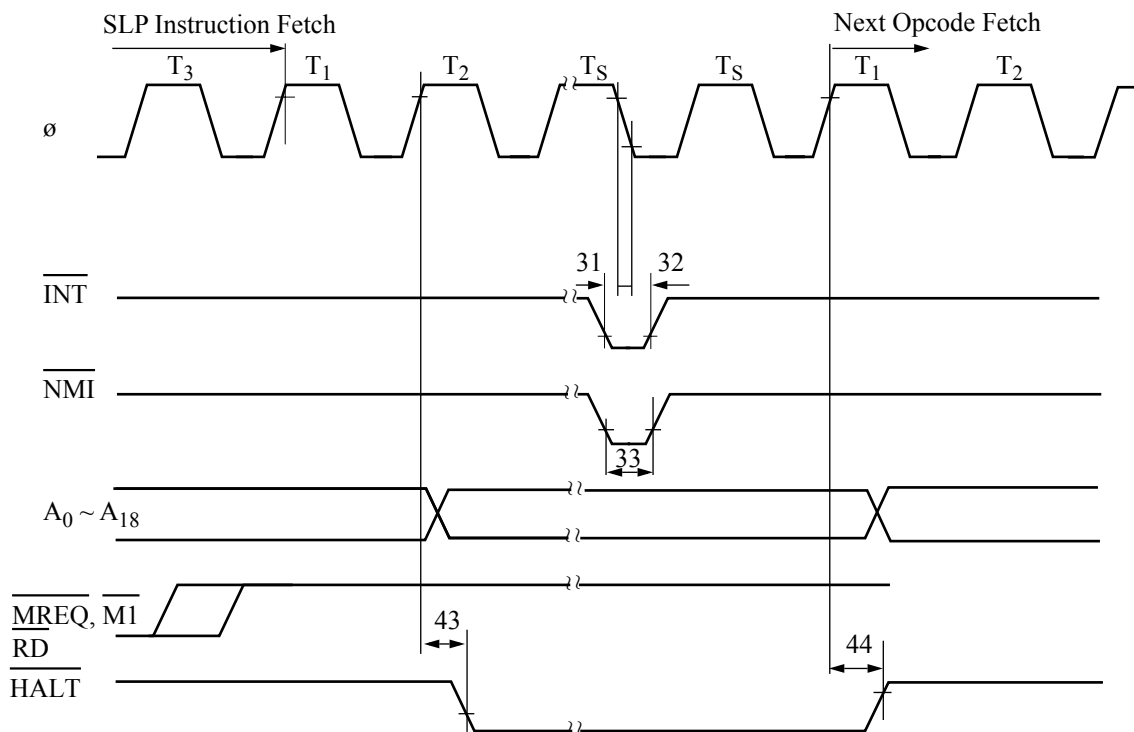 SLP Instruction Fetch
Next Opcode Fetch
T3 T1 T2 TS TS T1 T2
ø
31 32
INT
NMI
33
A0 ~ A18
MREQ, M1
43
RD
44
HALT